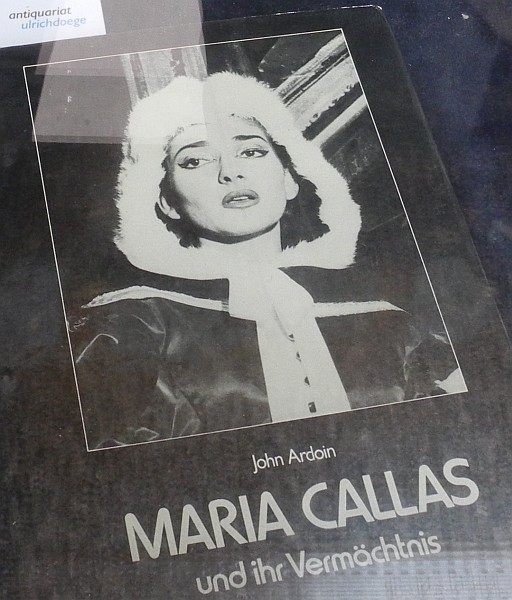 antiquariat
ulrichdoege
John Ardoin
MARIA CALLAS
und ihr Vermächtnis